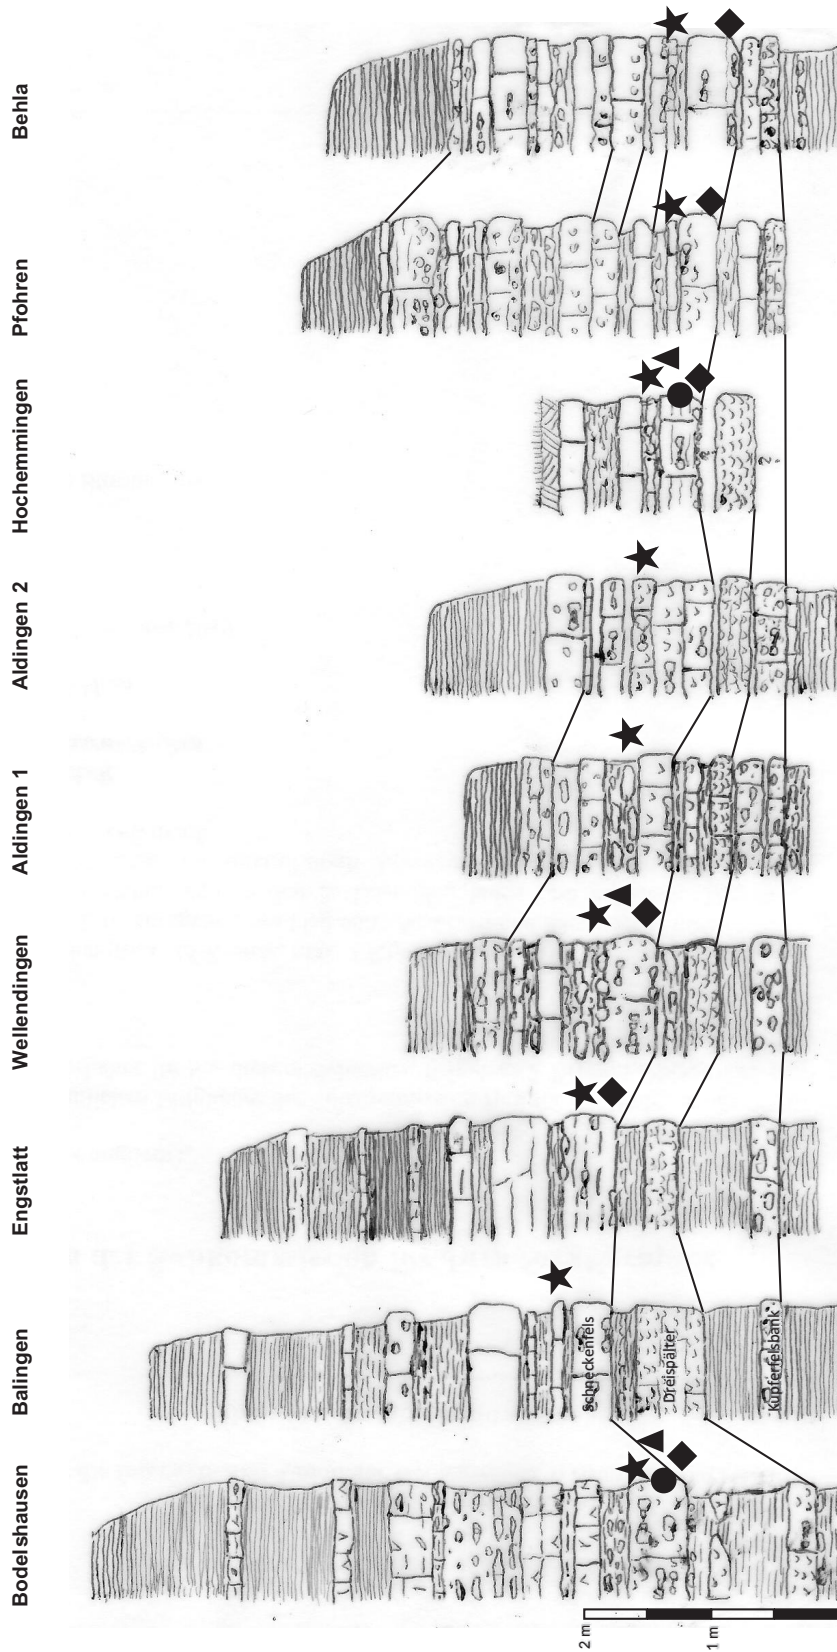 Bodelshausen
Balingen
Engstlatt
Wellendingen
Aldingen 1
Aldingen 2
Hochemmingen
Pfohren
Behla
Schneckenfels
Dreispälter
Kupferfelsbank
2 m
1 m
?
?